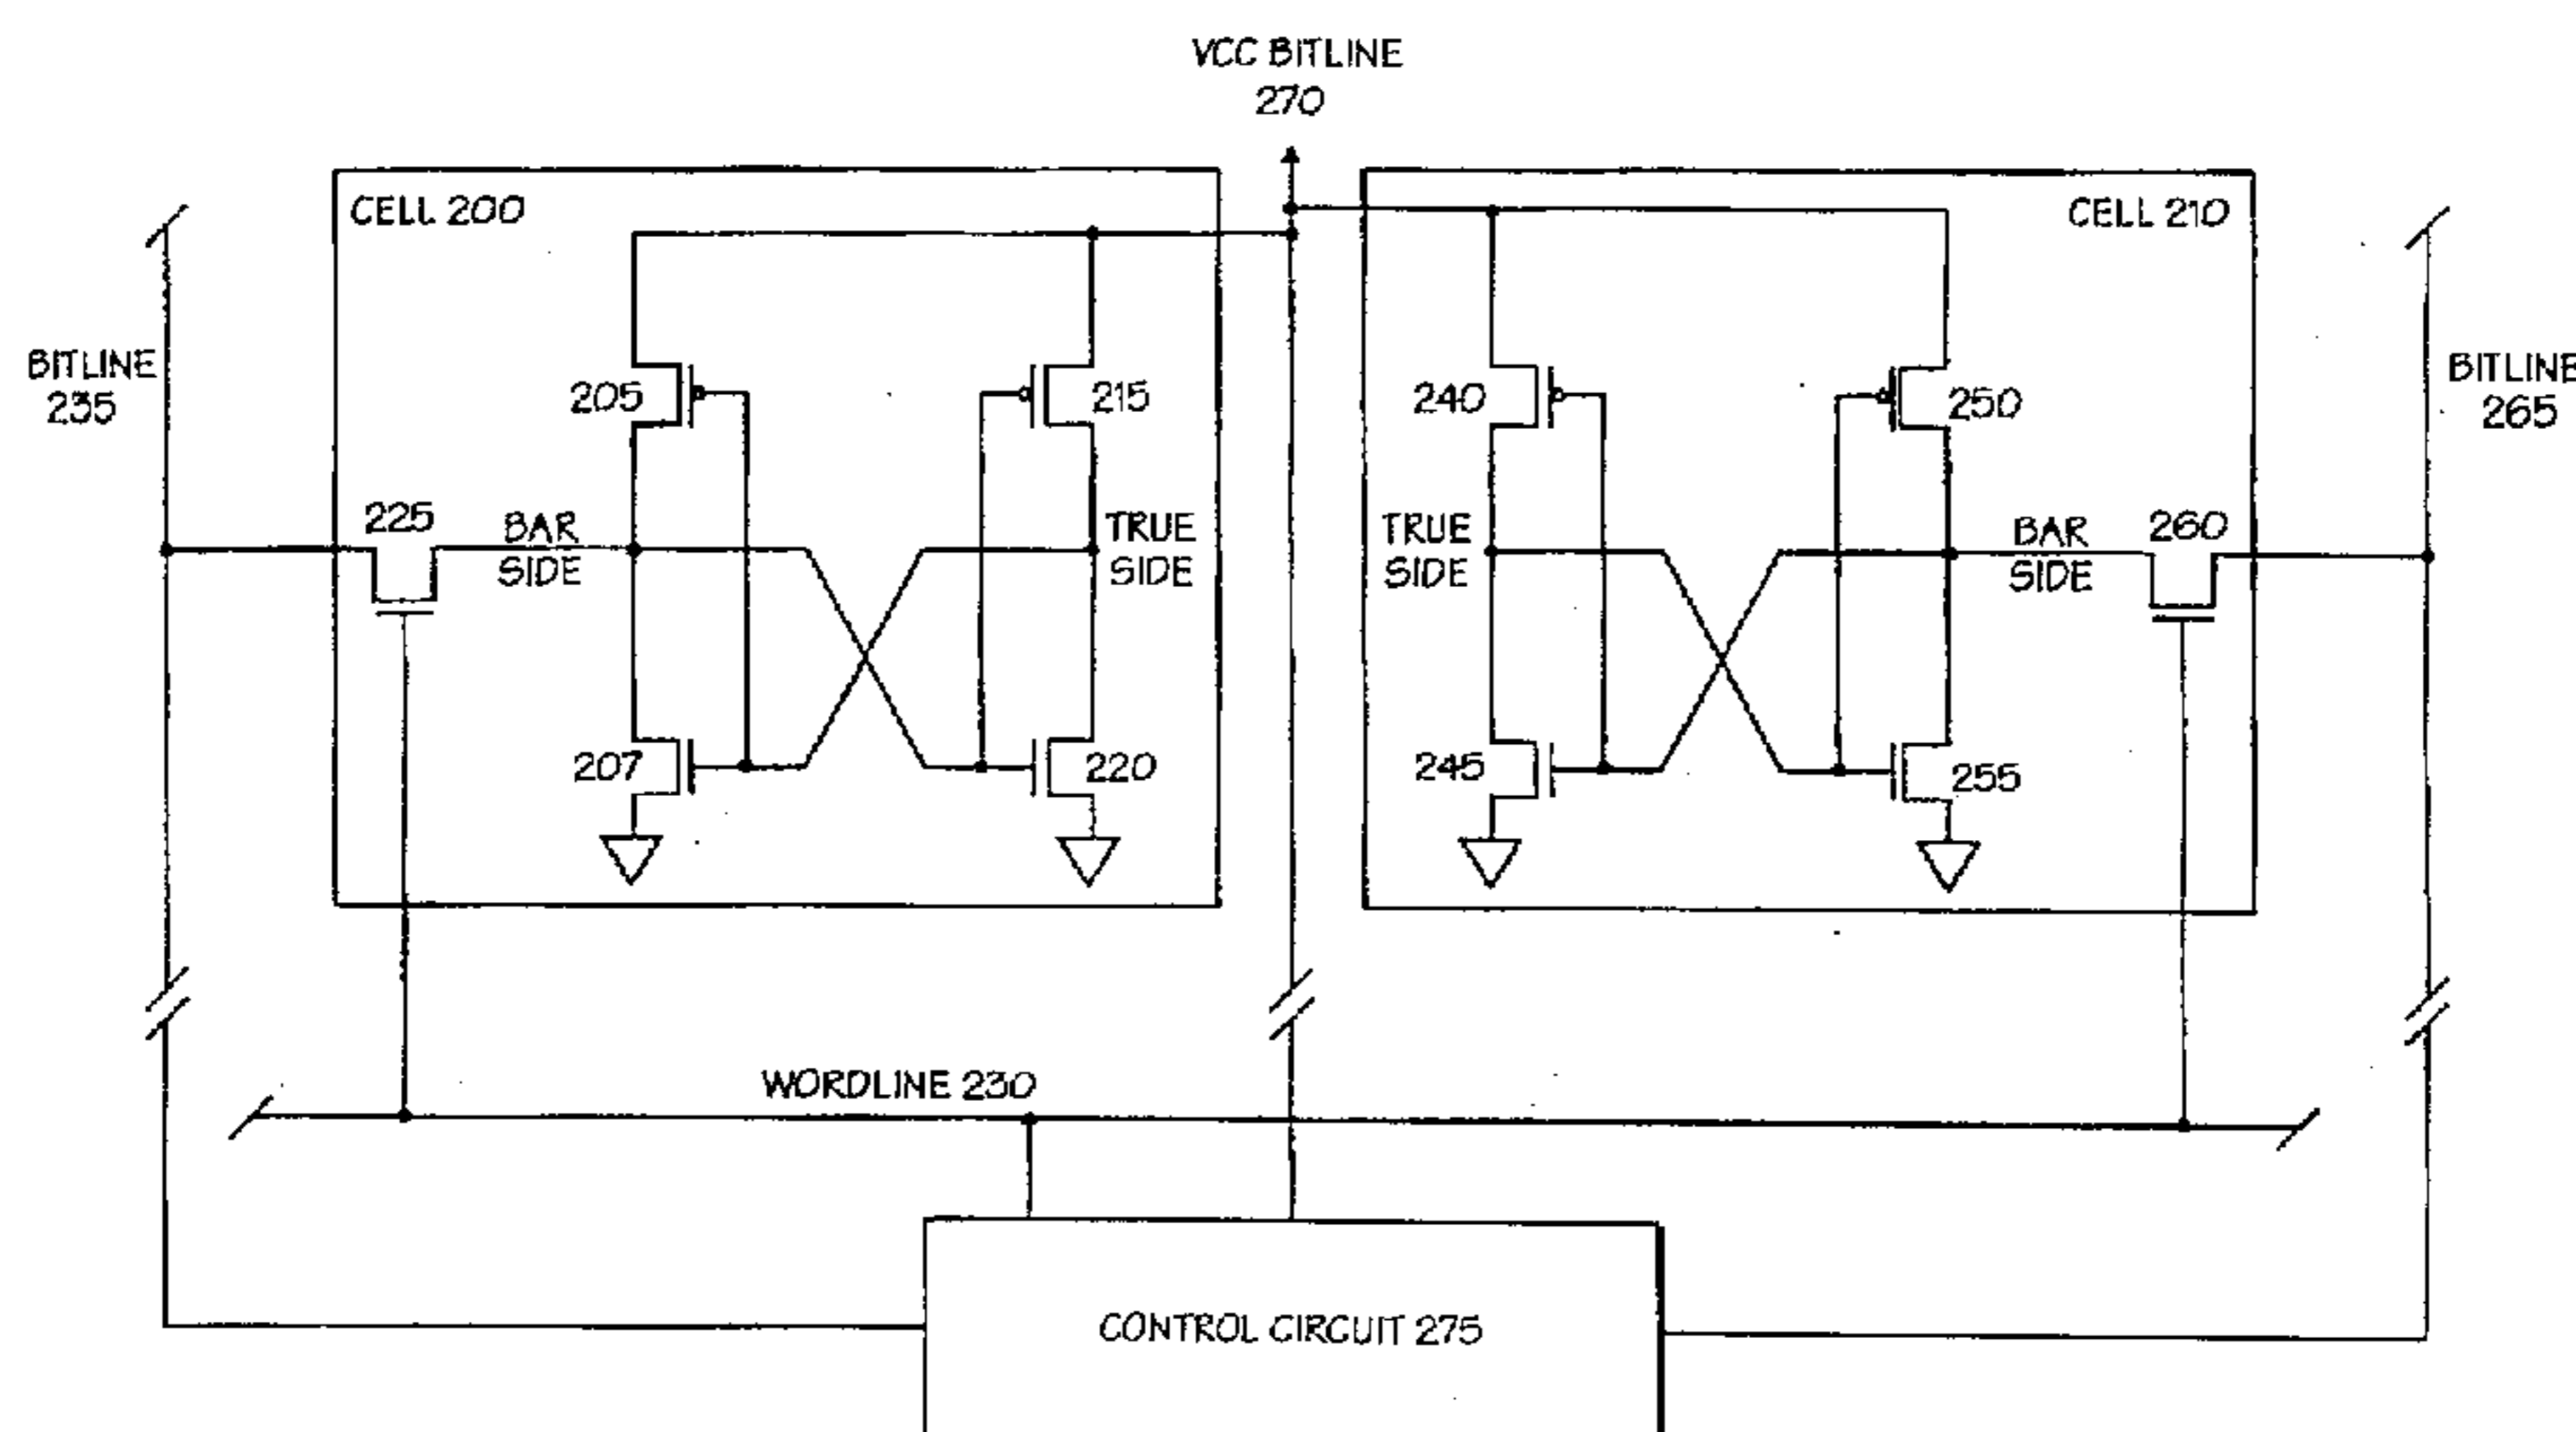 VCC BITLINE
270
CELL 200
CELL 210
BITLINE
235
205
215
240
250
BITLINE
265
225
BAR
SIDE
TRUE
SIDE
TRUE
SIDE
BAR
SIDE
260
207
220
245
255
WORDLINE 230
CONTROL CIRCUIT 275